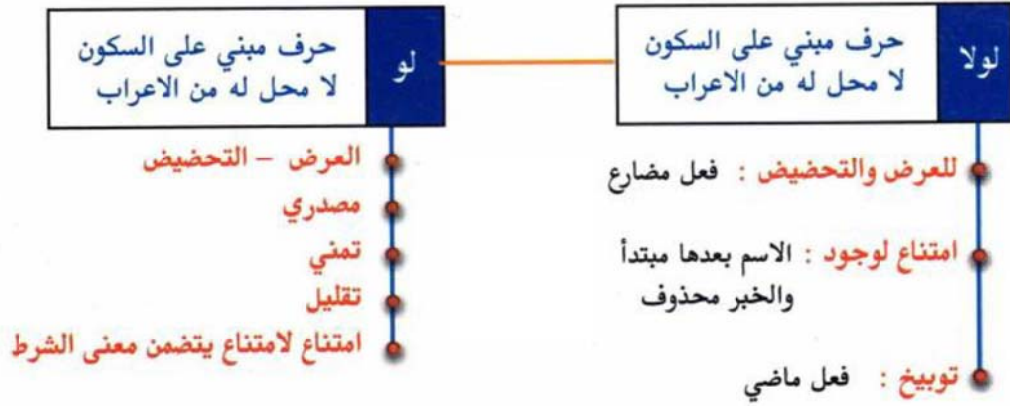 لولا
حرف مبني على السكون
لا محل له من الاعراب
للعرض والتحضيض : فعل مضارع
امتناع لوجود : الاسم بعدها مبتدأ
والخبر محذوف
توبيخ : فعل ماضي
لو
حرف مبني على السكون
لا محل له من الاعراب
العرض – التحضيض
مصدري
تمني
تقليل
امتناع لامتناع يتضمن معنى الشرط